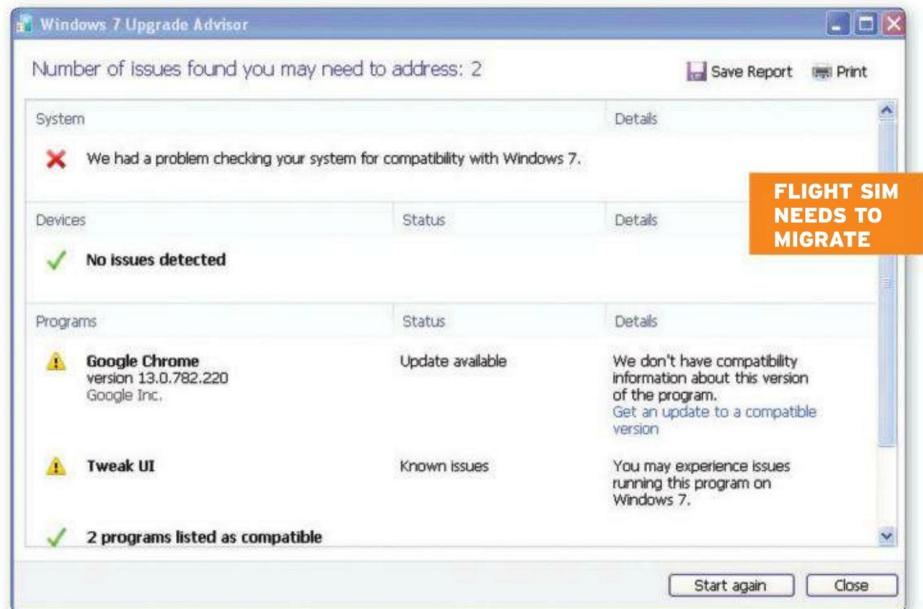 Windows 7 Upgrade Advisor
Number of issues found you may need to address: 2
Save Report
Print
System
Details
We had a problem checking your system for compatibility with Windows 7.
FLIGHT SIM
NEEDS TO
MIGRATE
Devices
Status
Details
No issues detected
Programs
Status
Details
Google Chrome
version 13.0.782.220
Google Inc.
Update available
We don't have compatibility
information about this version
of the program.
Get an update to a compatible
version
Tweak UI
Known issues
You may experience issues
running this program on
Windows 7.
2 programs listed as compatible
Start again
Close